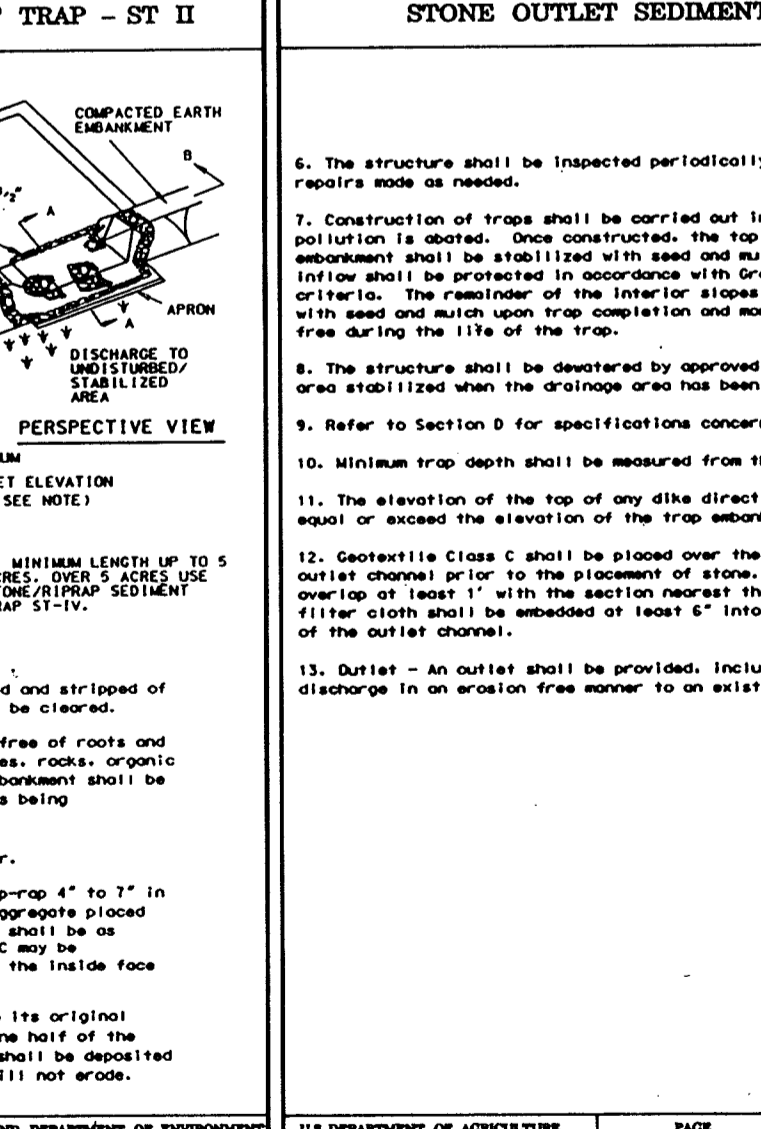 TRAP - ST II
COMPACTED EARTH
EMBANKMENT
B
A
APRON
A
DISCHARGE TO
UNDISTURBED/
STABILIZED
AREA
PERSPECTIVE VIEW
ET ELEVATION
SEE NOTE)
MINIMUM LENGTH UP TO 5
CRES. OVER 5 ACRES USE
TONE/RIPRAP SEDIMENT
RAP ST-IV.
d and stripped of
be cleared.
free of roots and
es, rocks, organic
bankment shall be
s being
r.
p-rap 4" to 7" in
ggregate placed
shall be as
C may be
the inside face
its original
ne half of the
shall be deposited
ill not erode.
STONE OUTLET SEDIMENT
6. The structure shall be inspected periodically
repairs made as needed.
7. Construction of traps shall be carried out i
pollution is abated. Once constructed, the top
embankment shall be stabilized with seed and mu
inflow shall be protected in accordance with Gr
criteria. The remainder of the interior slopes
with seed and mulch upon trap completion and mo
free during the life of the trap.
8. The structure shall be dewatered by approved
area stabilized when the drainage area has been
9. Refer to Section D for specifications concer
10. Minimum trap depth shall be measured from t
11. The elevation of the top of any dike direct
equal or exceed the elevation of the trap emban
12. Geotextile Class C shall be placed over the
outlet channel prior to the placement of stone.
overlap at least 1' with the section nearest th
filter cloth shall be embedded at least 6" into
of the outlet channel.
13. Outlet - An outlet shall be provided, inclu
discharge in an erosion free manner to an exist
DEPARTMENT OF ENVIRONMENT
U.S DEPARTMENT OF AGRICULTURE
PAGE